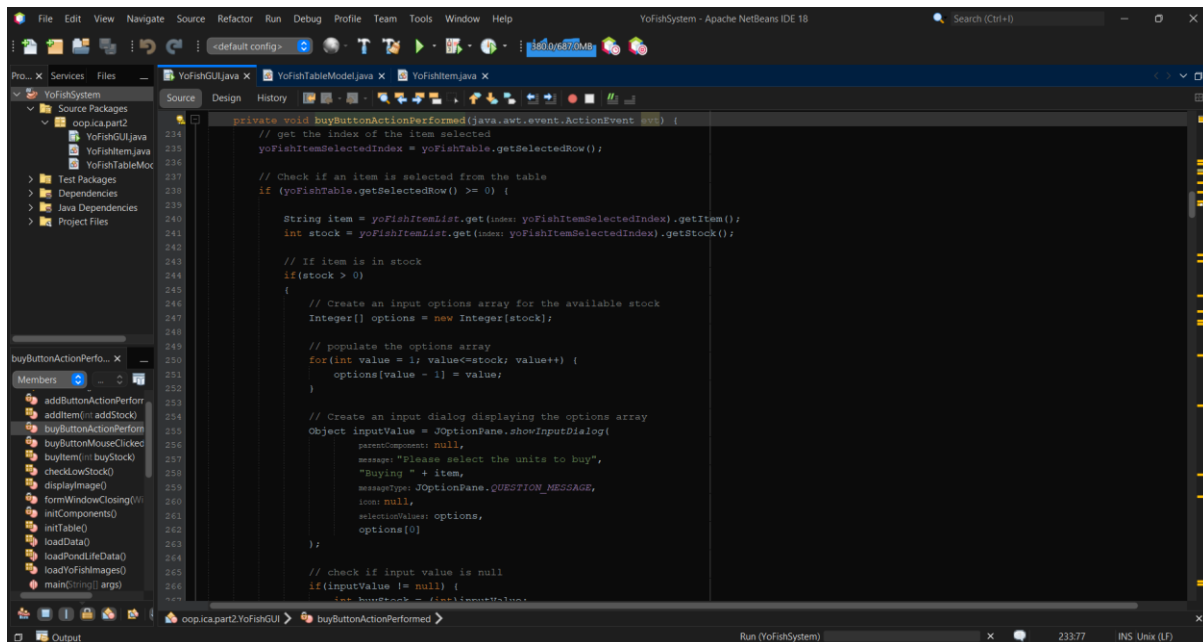 File Edit View Navigate Source Refactor Run Debug Profile Team Tools Window Help YoFishSystem - Apache NetBeans IDE 18 Search (Ctrl+I)
<default config> 380.0/687.0MB
Pro... X Services Files
YoFishGUI.java X YoFishTableModel.java X YoFishItem.java X
Source Design History
YoFishSystem
Source Packages
oop.ica.part2
YoFishGUI.java
YoFishItem.java
YoFishTableMoc
Test Packages
Dependencies
Java Dependencies
Project Files
buyButtonActionPerfo... X
Members
addButtonActionPerforr
addItem(int addStock)
buyButtonActionPerforn
buyButtonMouseClicked
buyItem(int buyStock)
checkLowStock()
displayImage()
formWindowClosing(Wi
initComponents()
initTable()
loadData()
loadPondLifeData()
loadYoFishImages()
main(String[] args)
private void buyButtonActionPerformed(java.awt.event.ActionEvent evt) {
234 // get the index of the item selected
235 yoFishItemSelectedIndex = yoFishTable.getSelectedRow();
236
237 // Check if an item is selected from the table
238 if (yoFishTable.getSelectedRow() >= 0) {
239
240 String item = yoFishItemList.get(index: yoFishItemSelectedIndex).getItem();
241 int stock = yoFishItemList.get(index: yoFishItemSelectedIndex).getStock();
242
243 // If item is in stock
244 if(stock > 0)
245 {
246 // Create an input options array for the available stock
247 Integer[] options = new Integer[stock];
248
249 // populate the options array
250 for(int value = 1; value<=stock; value++) {
251 options[value - 1] = value;
252 }
253
254 // Create an input dialog displaying the options array
255 Object inputValue = JOptionPane.showInputDialog(
256 parentComponent: null,
257 message: "Please select the units to buy",
258 "Buying " + item,
259 messageType: JOptionPane.QUESTION_MESSAGE,
260 icon: null,
261 selectionValues: options,
262 options[0]
263 );
264
265 // check if input value is null
266 if(inputValue != null) {
267 int buyStock = (int)inputValue;
oop.ica.part2.YoFishGUI buyButtonActionPerformed
Output Run (YoFishSystem) 233:77 INS Unix (LF)